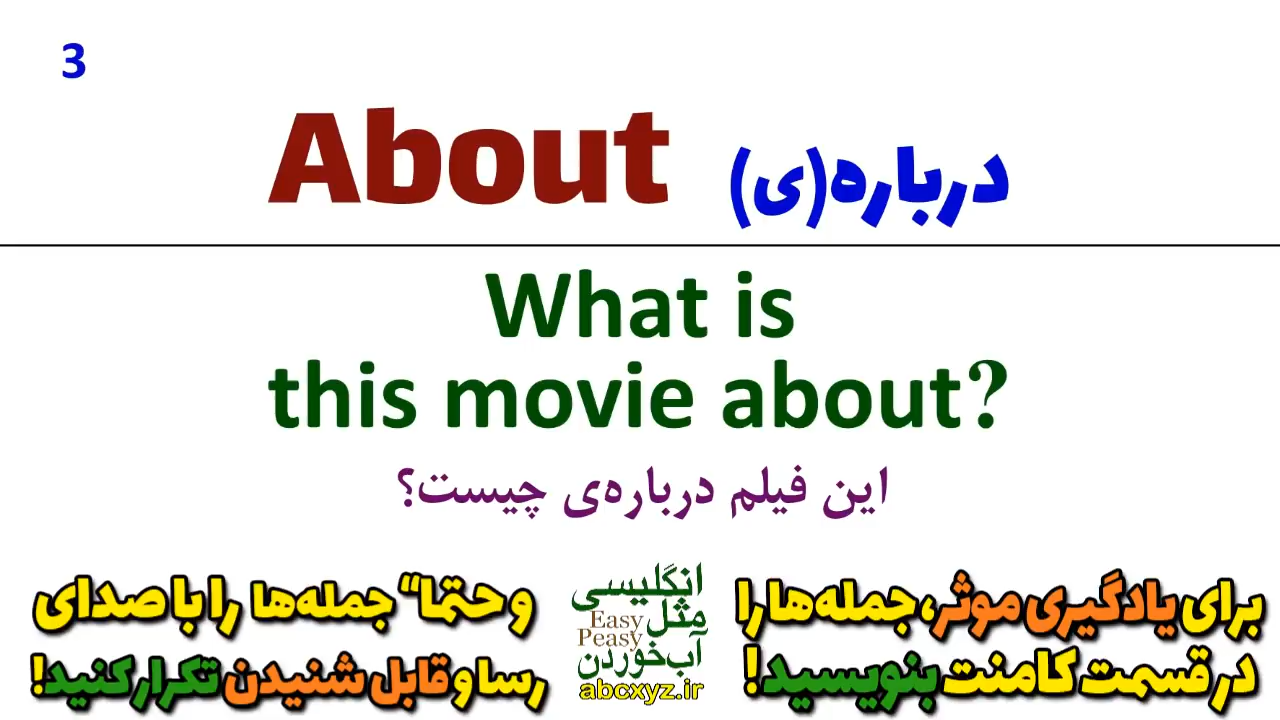 3
About درباره‌(ی)
What is
this movie about?
این فیلم درباره‌ی چیست؟
برای یادگیری موثر، جمله‌ها را
در قسمت کامنت بنویسید!
انگلیسی
مثل Easy
Peasy
آب خوردن
abcxyz.ir
و حتما“ جمله‌ها را با صدای
رسا و قابل شنیدن تکرار کنید!